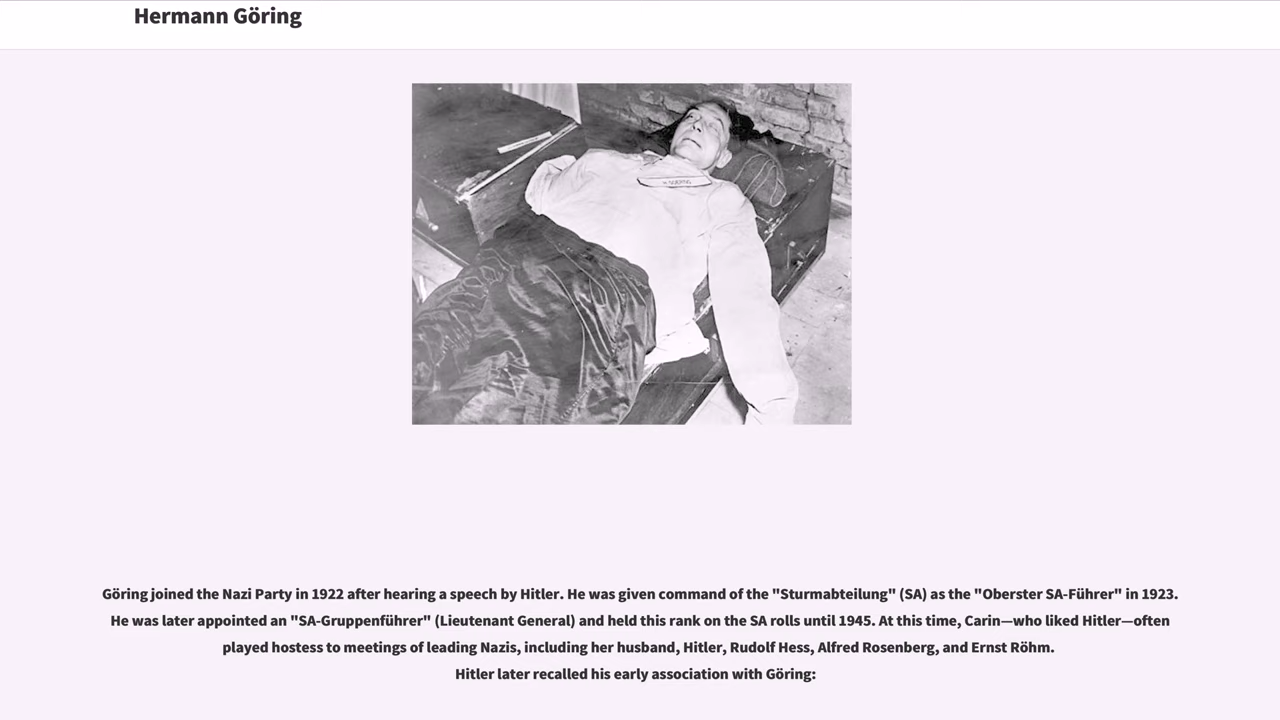 Hermann Göring
H. GOERING
Göring joined the Nazi Party in 1922 after hearing a speech by Hitler. He was given command of the "Sturmabteilung" (SA) as the "Oberster SA-Führer" in 1923.
He was later appointed an "SA-Gruppenführer" (Lieutenant General) and held this rank on the SA rolls until 1945. At this time, Carin—who liked Hitler—often
played hostess to meetings of leading Nazis, including her husband, Hitler, Rudolf Hess, Alfred Rosenberg, and Ernst Röhm.
Hitler later recalled his early association with Göring: